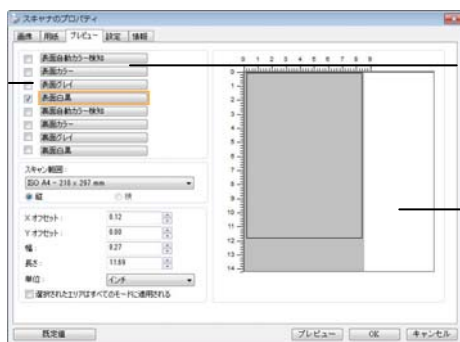 スキャナのプロパティ
画像 用紙 プレビュー 設定 情報
表面自動カラー検知
表面カラー
表面グレイ
表面白黒
裏面自動カラー検知
裏面カラー
裏面グレイ
裏面白黒
スキャン範囲:
ISO A4 - 210 x 297 mm
縦 横
X オフセット: 0.12
Y オフセット: 0.00
幅: 8.27
長さ: 11.69
単位: インチ
選択されたエリアはすべてのモードに適用される
0 1 2 3 4 5 6 7 8 9
0
1
2
3
4
5
6
7
8
9
10
11
12
13
14
既定値 プレビュー OK キャンセル